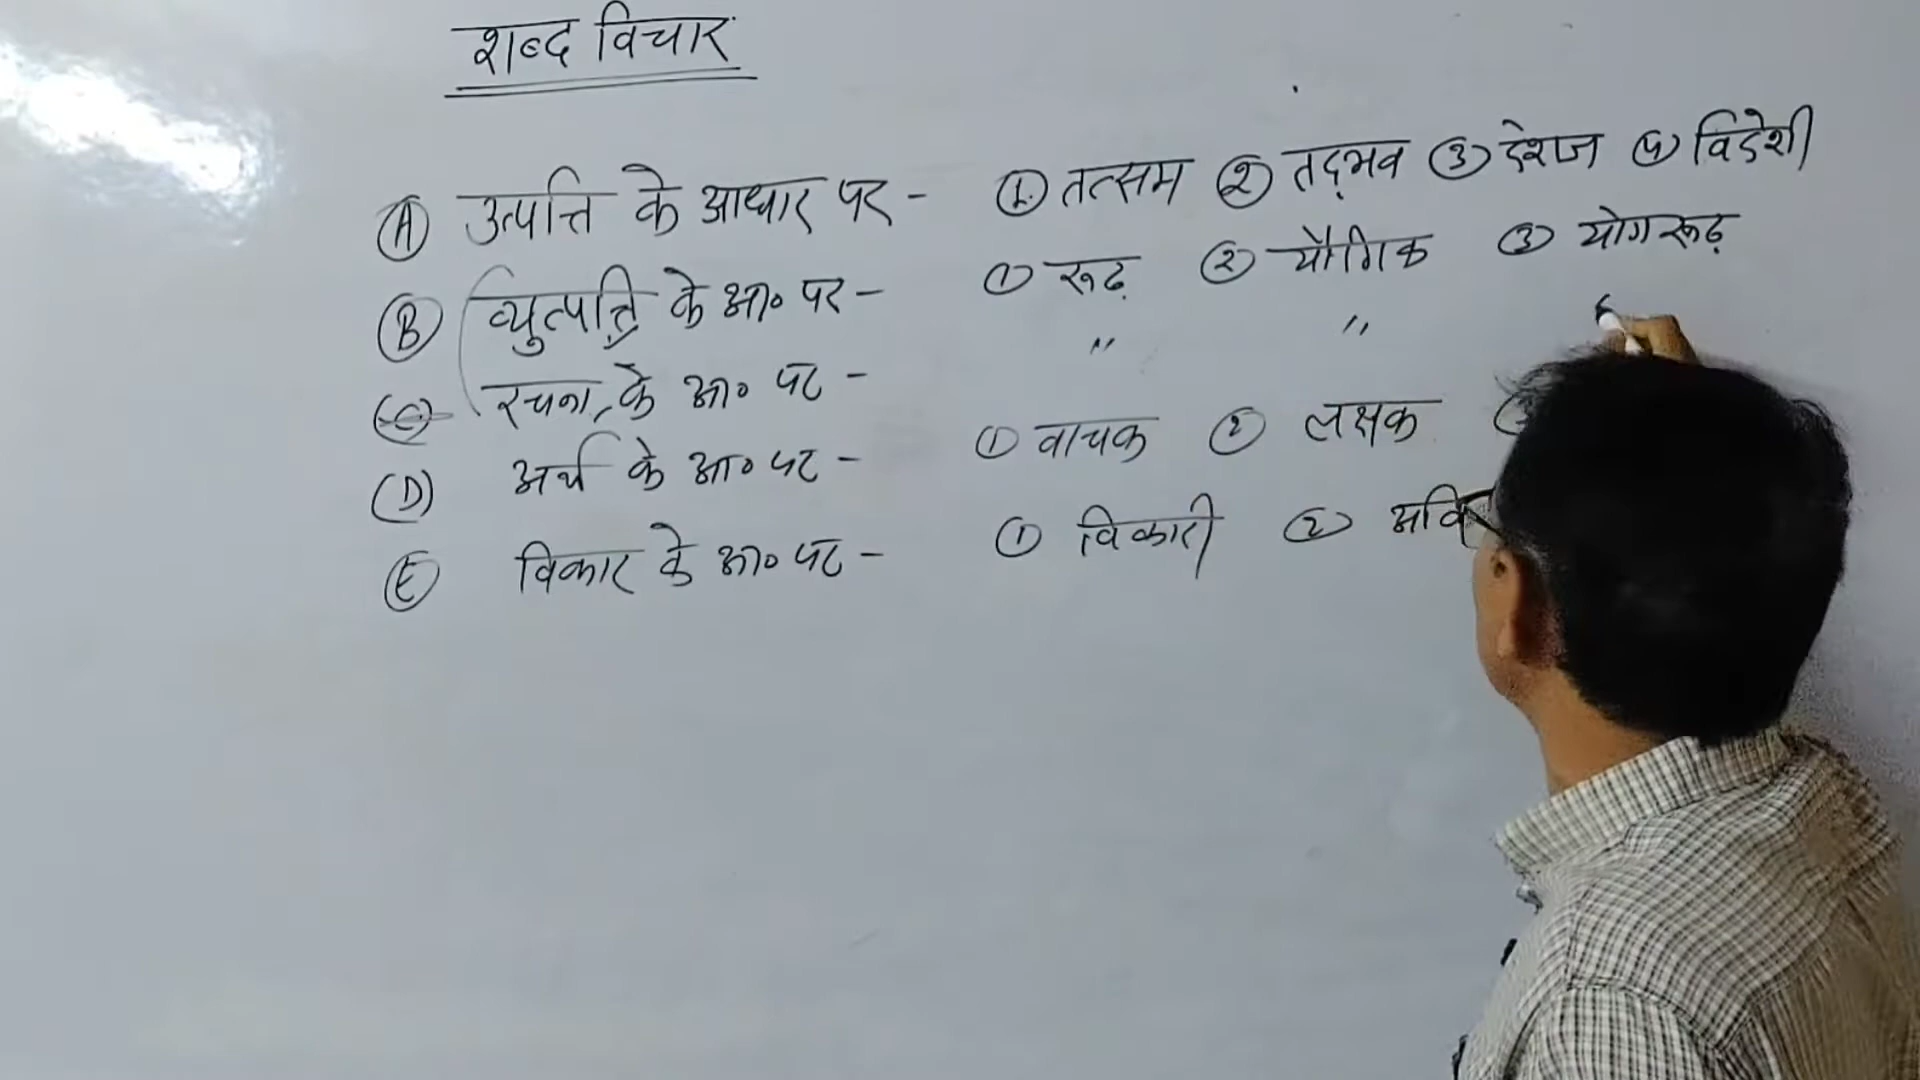 शब्द विचार
(A) उत्पत्ति के आधार पर - (1) तत्सम (2) तद्भव (3) देशज (4) विदेशी
(B) व्युत्पत्ति के आ० पर - (1) रूढ़ (2) यौगिक (3) योगरूढ़
(C) रचना के आ० पर - " "
(D) अर्थ के आ० पर - (1) वाचक (2) लक्षक
(E) विकार के आ० पर - (1) विकारी (2) अवि